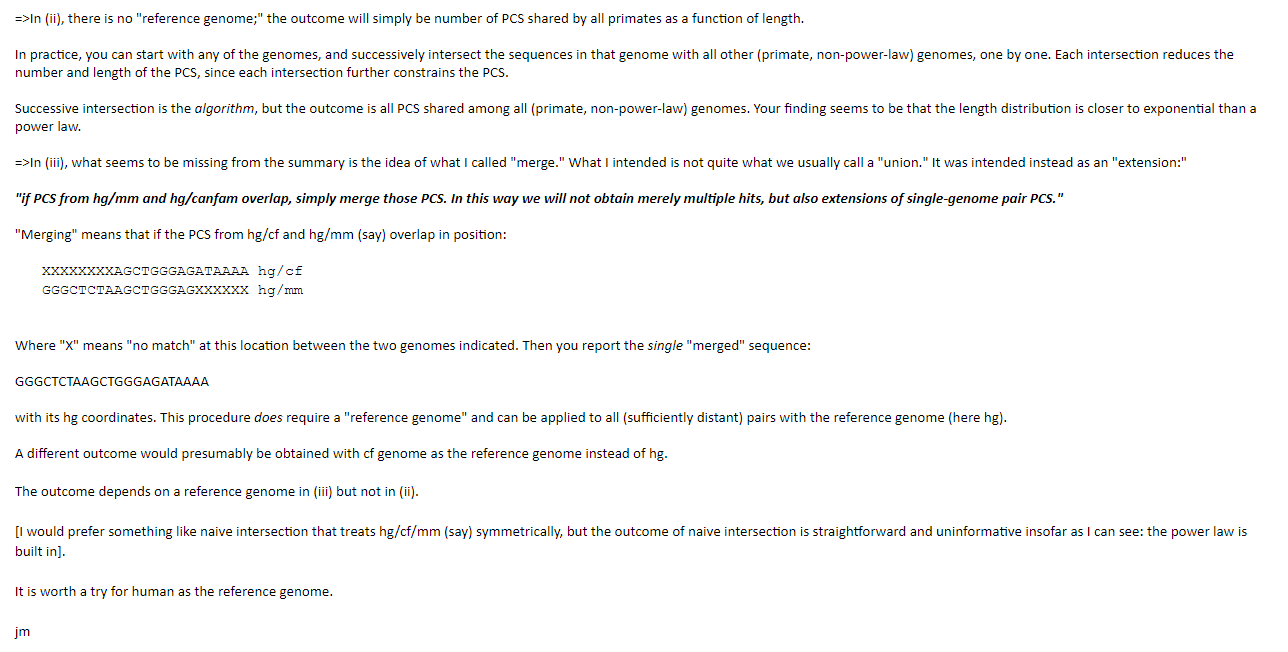 =>In (ii), there is no "reference genome;" the outcome will simply be number of PCS shared by all primates as a function of length.
In practice, you can start with any of the genomes, and successively intersect the sequences in that genome with all other (primate, non-power-law) genomes, one by one. Each intersection reduces the
number and length of the PCS, since each intersection further constrains the PCS.
Successive intersection is the algorithm, but the outcome is all PCS shared among all (primate, non-power-law) genomes. Your finding seems to be that the length distribution is closer to exponential than a
power law.
=>In (iii), what seems to be missing from the summary is the idea of what I called "merge." What I intended is not quite what we usually call a "union." It was intended instead as an "extension:"
"if PCS from hg/mm and hg/canfam overlap, simply merge those PCS. In this way we will not obtain merely multiple hits, but also extensions of single-genome pair PCS."
"Merging" means that if the PCS from hg/cf and hg/mm (say) overlap in position:
XXXXXXXXAGCTGGGAGATAAAA hg/cf
GGGCTCTAAGCTGGGAGXXXXXX hg/mm
Where "X" means "no match" at this location between the two genomes indicated. Then you report the single "merged" sequence:
GGGCTCTAAGCTGGGAGATAAAA
with its hg coordinates. This procedure does require a "reference genome" and can be applied to all (sufficiently distant) pairs with the reference genome (here hg).
A different outcome would presumably be obtained with cf genome as the reference genome instead of hg.
The outcome depends on a reference genome in (iii) but not in (ii).
[I would prefer something like naive intersection that treats hg/cf/mm (say) symmetrically, but the outcome of naive intersection is straightforward and uninformative insofar as I can see: the power law is
built in].
It is worth a try for human as the reference genome.
jm